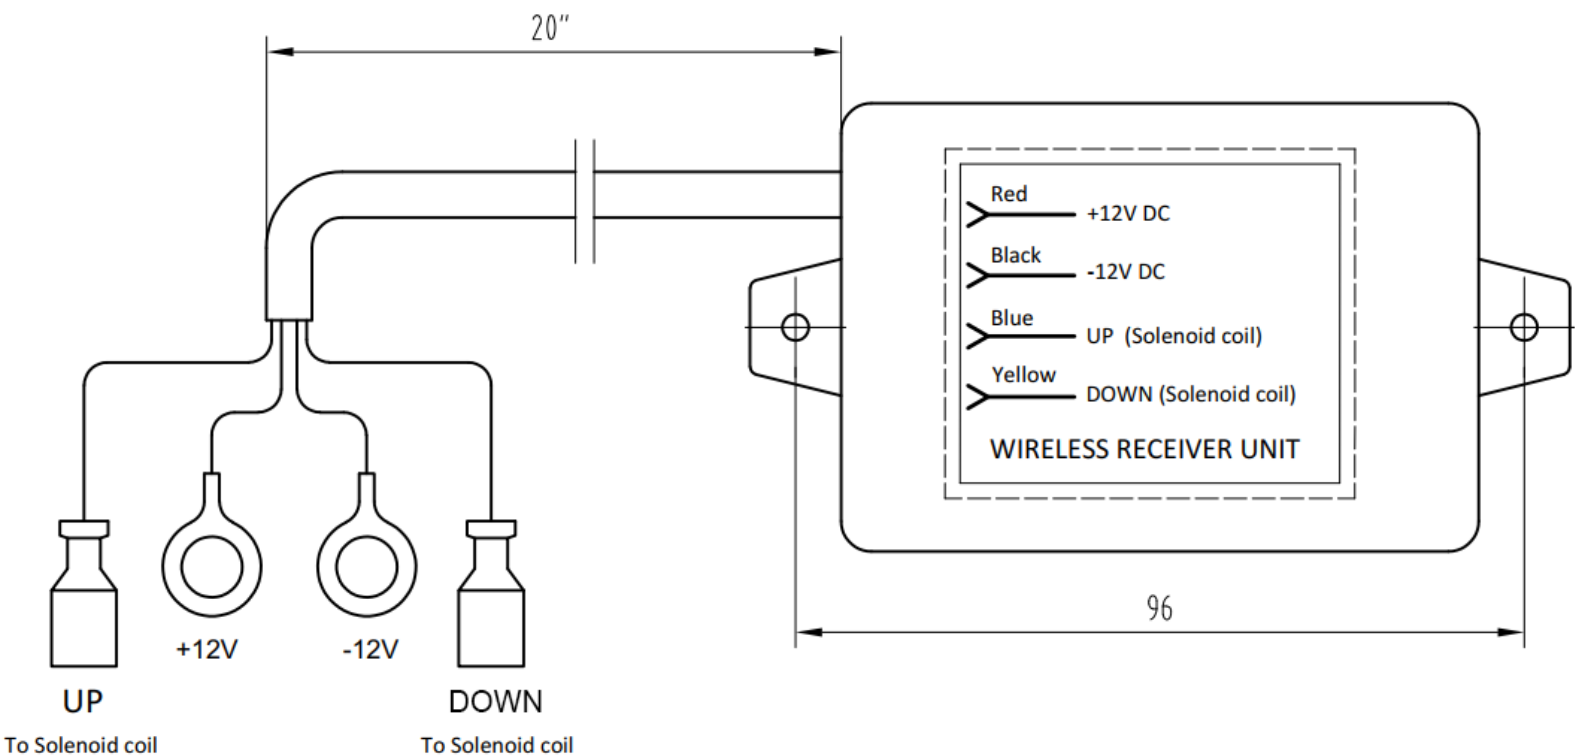 20"
Red
+12V DC
Black
-12V DC
Blue
UP (Solenoid coil)
Yellow
DOWN (Solenoid coil)
WIRELESS RECEIVER UNIT
96
+12V
-12V
UP
DOWN
To Solenoid coil
To Solenoid coil